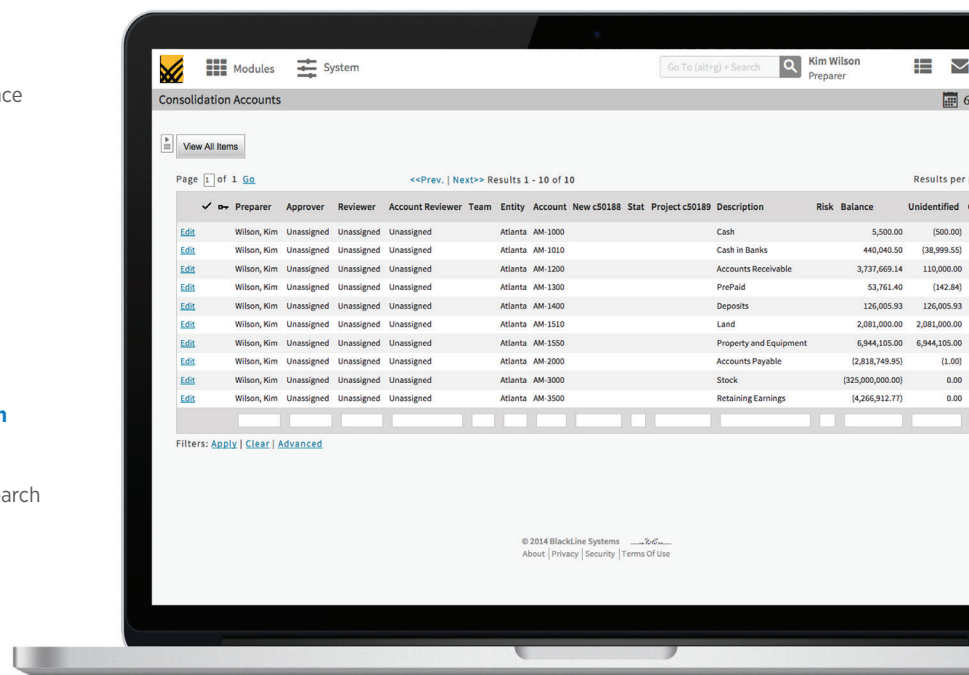 Modules System Go To (alt+g) + Search Kim Wilson
Preparer
Consolidation Accounts 6
View All Items
Page 1 of 1 Go <<Prev. | Next>> Results 1 - 10 of 10 Results per
Preparer Approver Reviewer Account Reviewer Team Entity Account New c50188 Stat Project c50189 Description Risk Balance Unidentified
Edit Wilson, Kim Unassigned Unassigned Unassigned Atlanta AM-1000 Cash 5,500.00 (500.00)
Edit Wilson, Kim Unassigned Unassigned Unassigned Atlanta AM-1010 Cash in Banks 440,040.50 (38,999.55)
Edit Wilson, Kim Unassigned Unassigned Unassigned Atlanta AM-1200 Accounts Receivable 3,737,669.14 110,000.00
Edit Wilson, Kim Unassigned Unassigned Unassigned Atlanta AM-1300 PrePaid 53,761.40 (142.84)
Edit Wilson, Kim Unassigned Unassigned Unassigned Atlanta AM-1400 Deposits 126,005.93 126,005.93
Edit Wilson, Kim Unassigned Unassigned Unassigned Atlanta AM-1510 Land 2,081,000.00 2,081,000.00
Edit Wilson, Kim Unassigned Unassigned Unassigned Atlanta AM-1550 Property and Equipment 6,944,105.00 6,944,105.00
Edit Wilson, Kim Unassigned Unassigned Unassigned Atlanta AM-2000 Accounts Payable (2,818,749.95) (1.00)
Edit Wilson, Kim Unassigned Unassigned Unassigned Atlanta AM-3000 Stock (325,000,000.00) 0.00
Edit Wilson, Kim Unassigned Unassigned Unassigned Atlanta AM-3500 Retaining Earnings (4,266,912.77) 0.00
Filters: Apply | Clear | Advanced
© 2014 BlackLine Systems
About | Privacy | Security | Terms Of Use